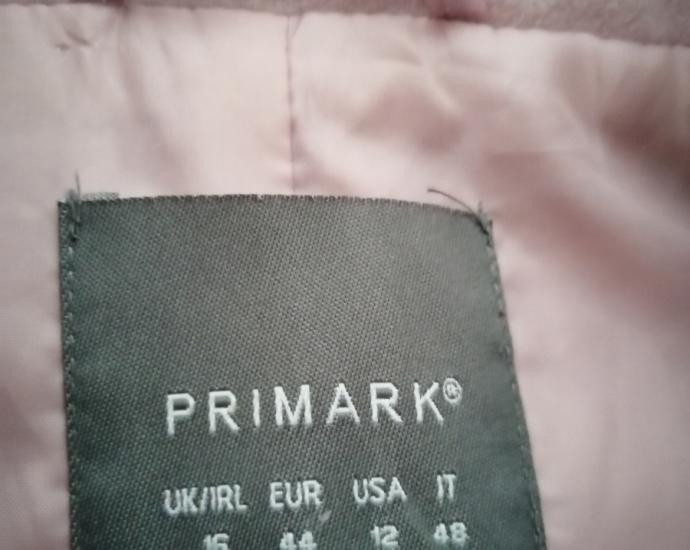 PRIMARK®
UK/IRL EUR USA IT
16 44 12 48